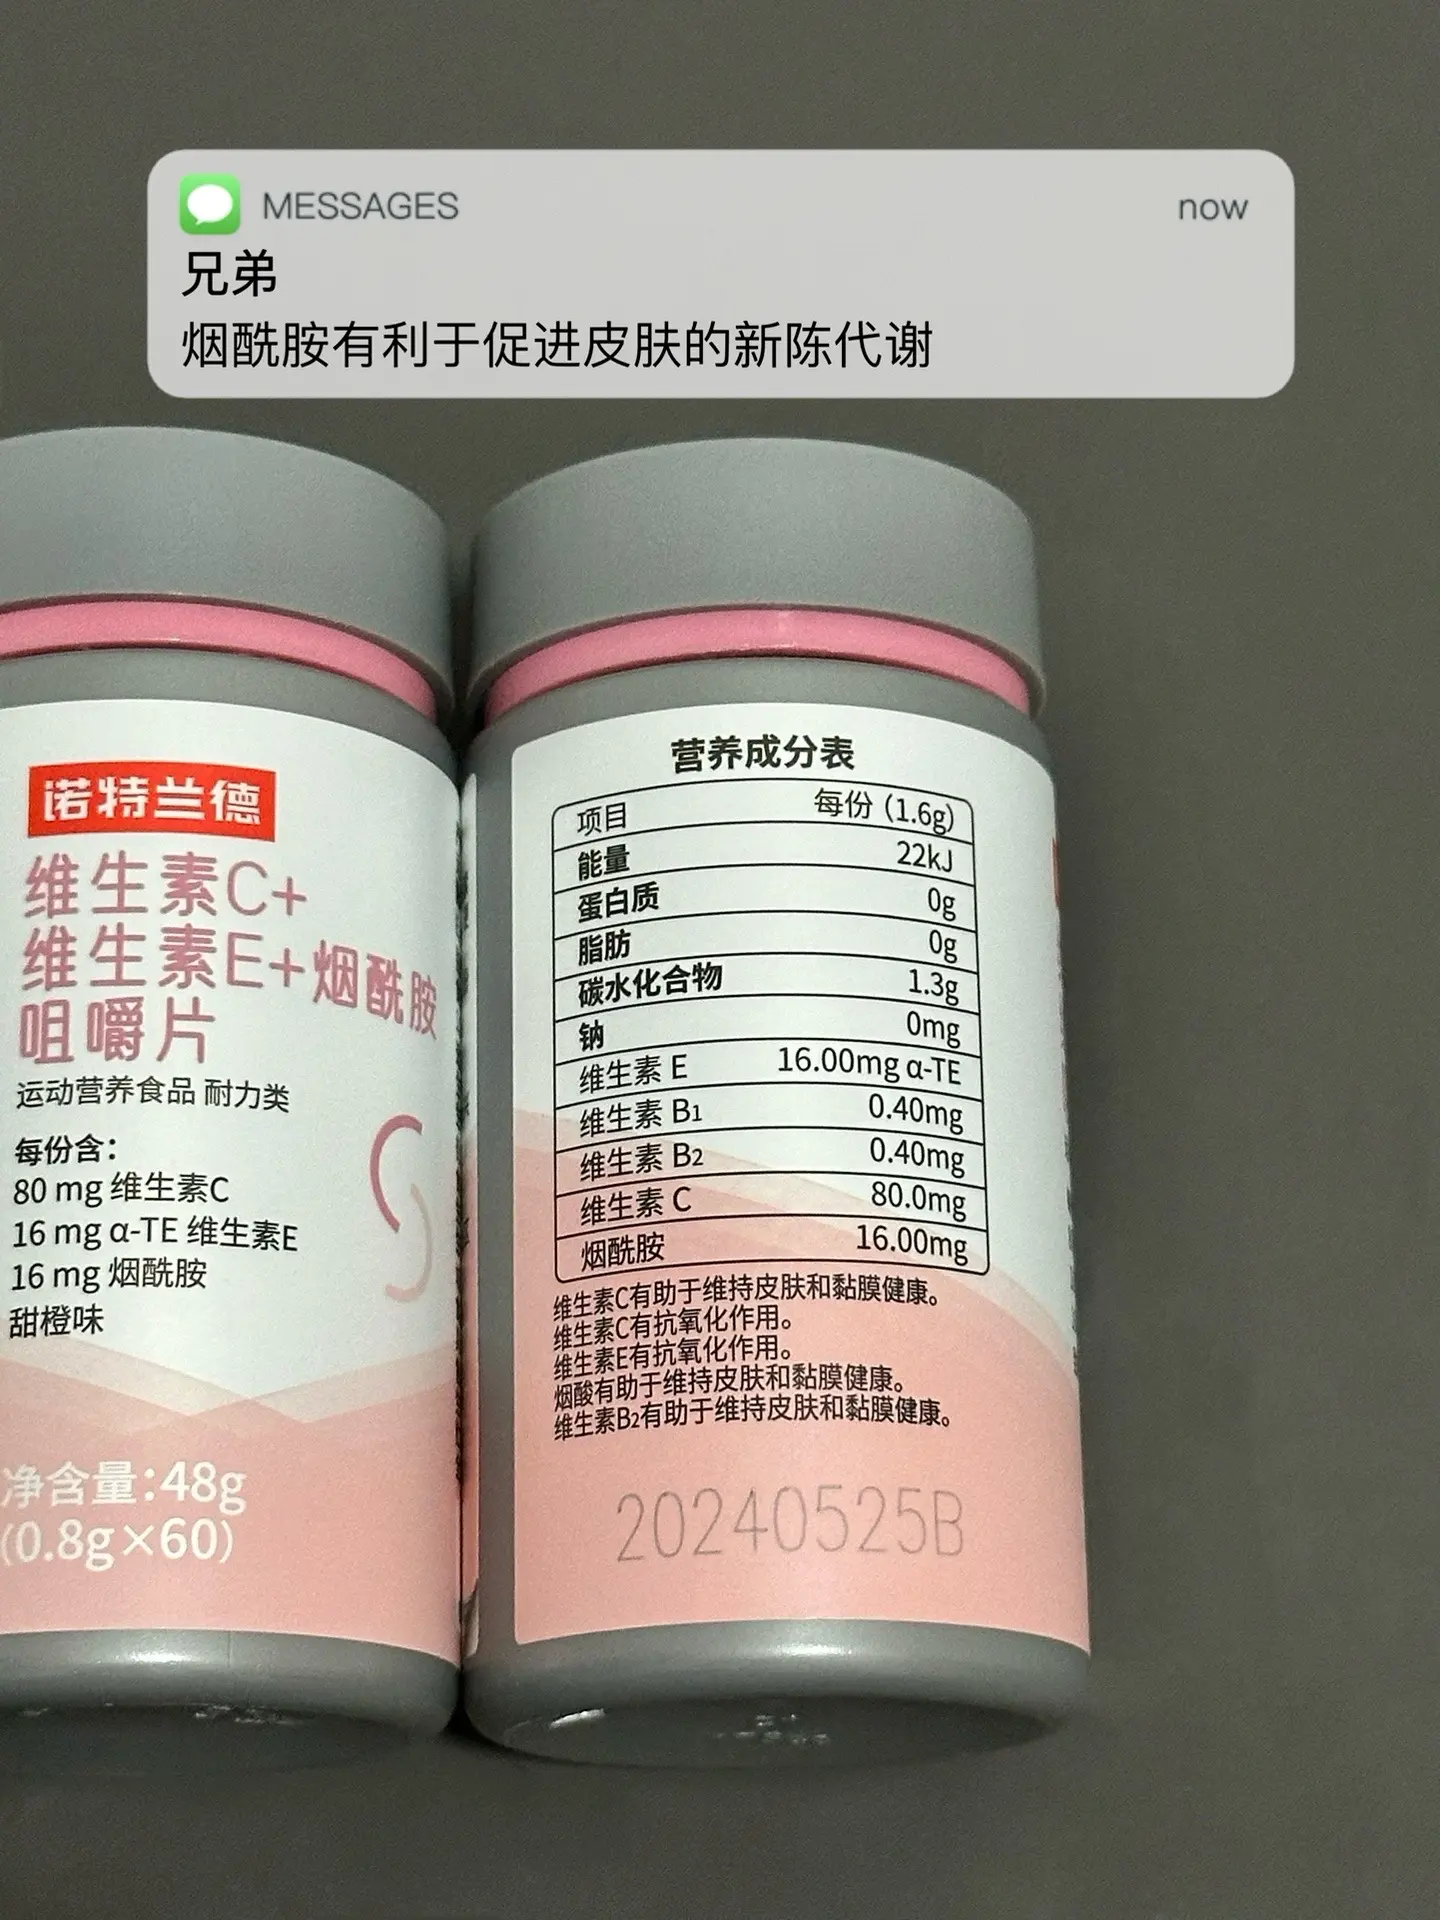 MESSAGES
now
兄弟
烟酰胺有利于促进皮肤的新陈代谢
诺特兰德
维生素C+
维生素E+烟酰胺
咀嚼片
运动营养食品 耐力类
每份含：
80 mg 维生素C
16 mg α-TE 维生素E
16 mg 烟酰胺
甜橙味
净含量：48g
(0.8g×60)
营养成分表
项目 每份 (1.6g)
能量 22kJ
蛋白质 0g
脂肪 0g
碳水化合物 1.3g
钠 0mg
维生素 E 16.00mg α-TE
维生素 B1 0.40mg
维生素 B2 0.40mg
维生素 C 80.0mg
烟酰胺 16.00mg
维生素C有助于维持皮肤和黏膜健康。
维生素C有抗氧化作用。
维生素E有抗氧化作用。
烟酸有助于维持皮肤和黏膜健康。
维生素B2有助于维持皮肤和黏膜健康。
20240525B